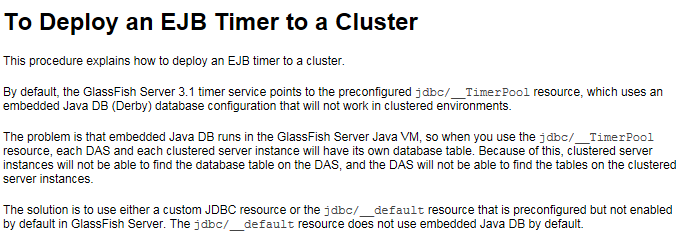 To Deploy an EJB Timer to a Cluster
This procedure explains how to deploy an EJB timer to a cluster.
By default, the GlassFish Server 3.1 timer service points to the preconfigured jdbc/__TimerPool resource, which uses an
embedded Java DB (Derby) database configuration that will not work in clustered environments.
The problem is that embedded Java DB runs in the GlassFish Server Java VM, so when you use the jdbc/__TimerPool
resource, each DAS and each clustered server instance will have its own database table. Because of this, clustered server
instances will not be able to find the database table on the DAS, and the DAS will not be able to find the tables on the clustered
server instances.
The solution is to use either a custom JDBC resource or the jdbc/__default resource that is preconfigured but not enabled
by default in GlassFish Server. The jdbc/__default resource does not use embedded Java DB by default.